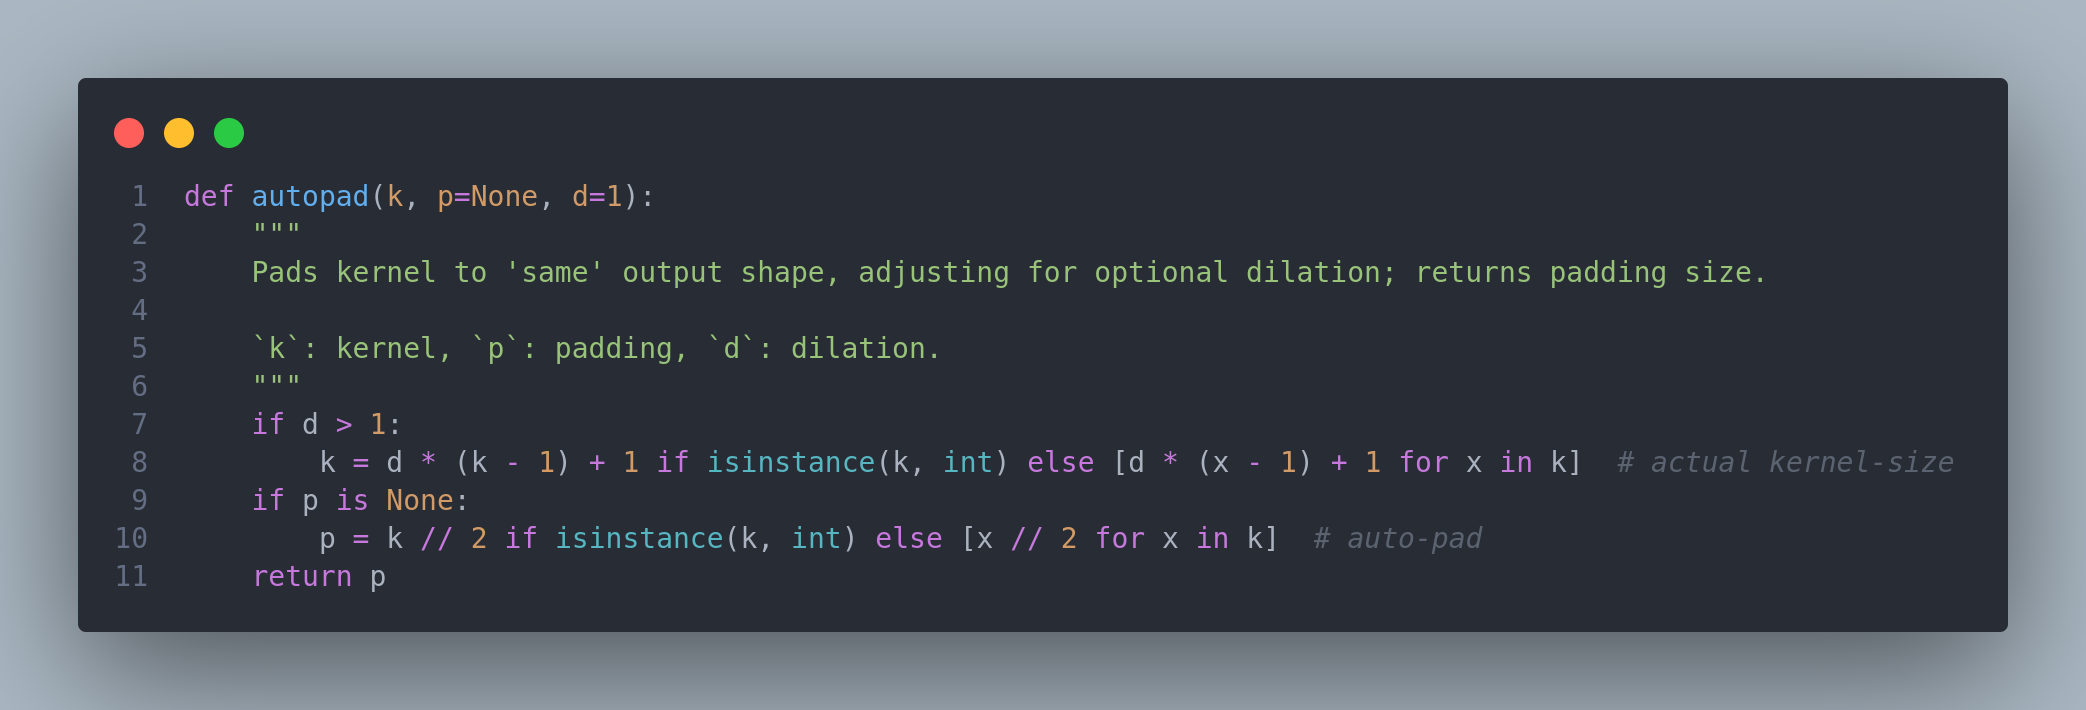 1 def autopad(k, p=None, d=1):
2     """
3     Pads kernel to 'same' output shape, adjusting for optional dilation; returns padding size.
4
5     `k`: kernel, `p`: padding, `d`: dilation.
6     """
7     if d > 1:
8         k = d * (k - 1) + 1 if isinstance(k, int) else [d * (x - 1) + 1 for x in k]  # actual kernel-size
9     if p is None:
10         p = k // 2 if isinstance(k, int) else [x // 2 for x in k]  # auto-pad
11     return p